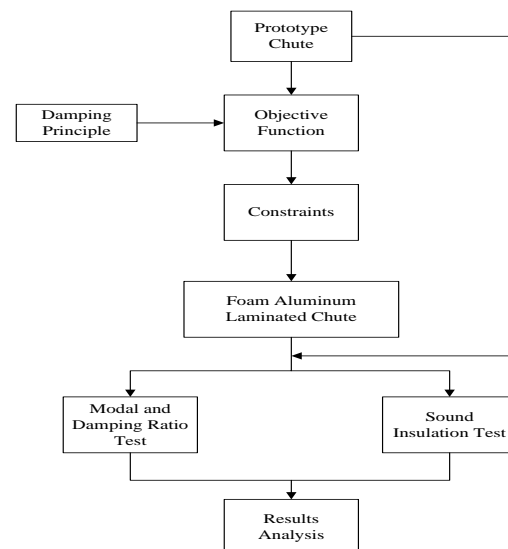 Prototype
Chute
Damping
Principle
Objective
Function
Constraints
Foam Aluminum
Laminated Chute
Modal and
Damping Ratio
Test
Sound
Insulation Test
Results
Analysis